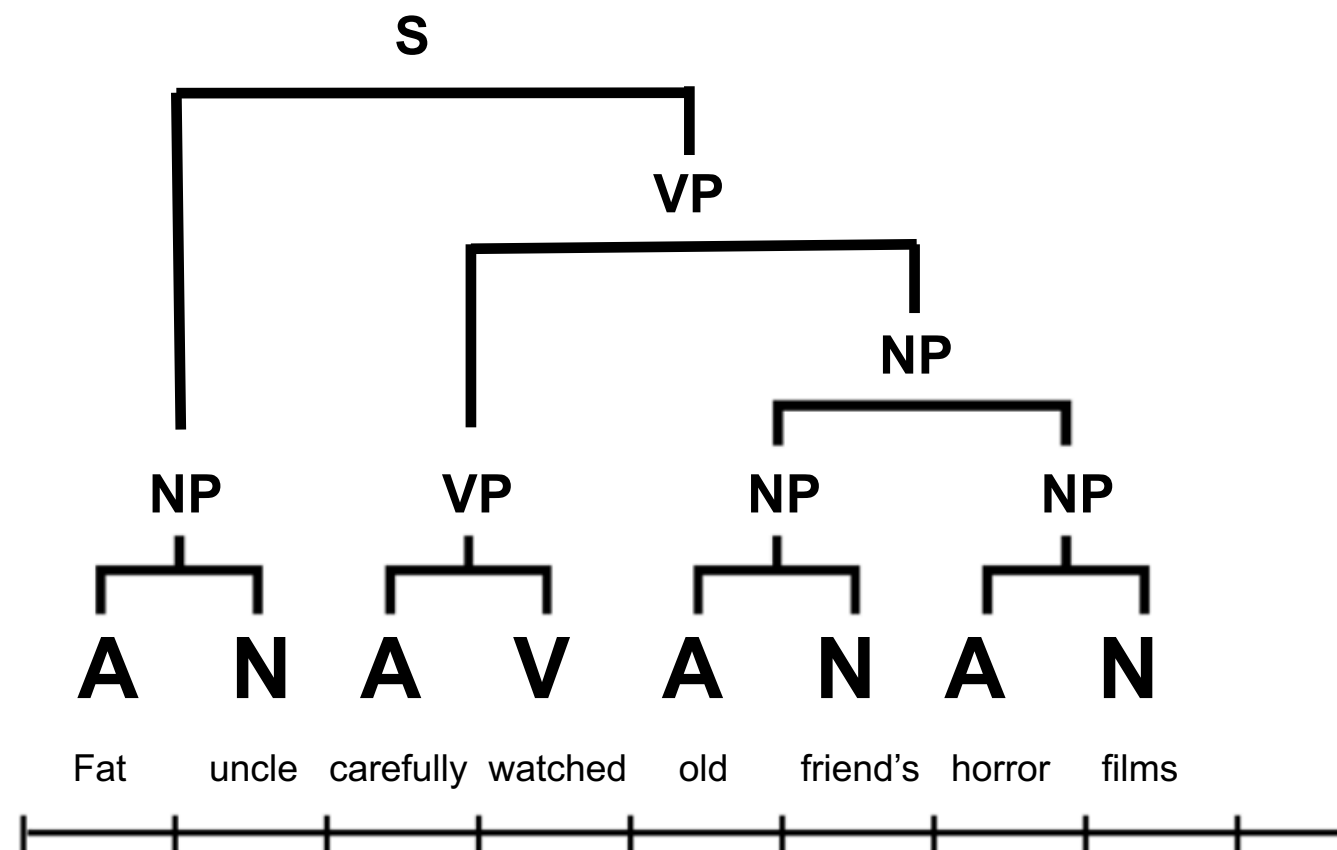 S
VP
NP
NP VP NP NP
A N A V A N A N
Fat uncle carefully watched old friend’s horror films